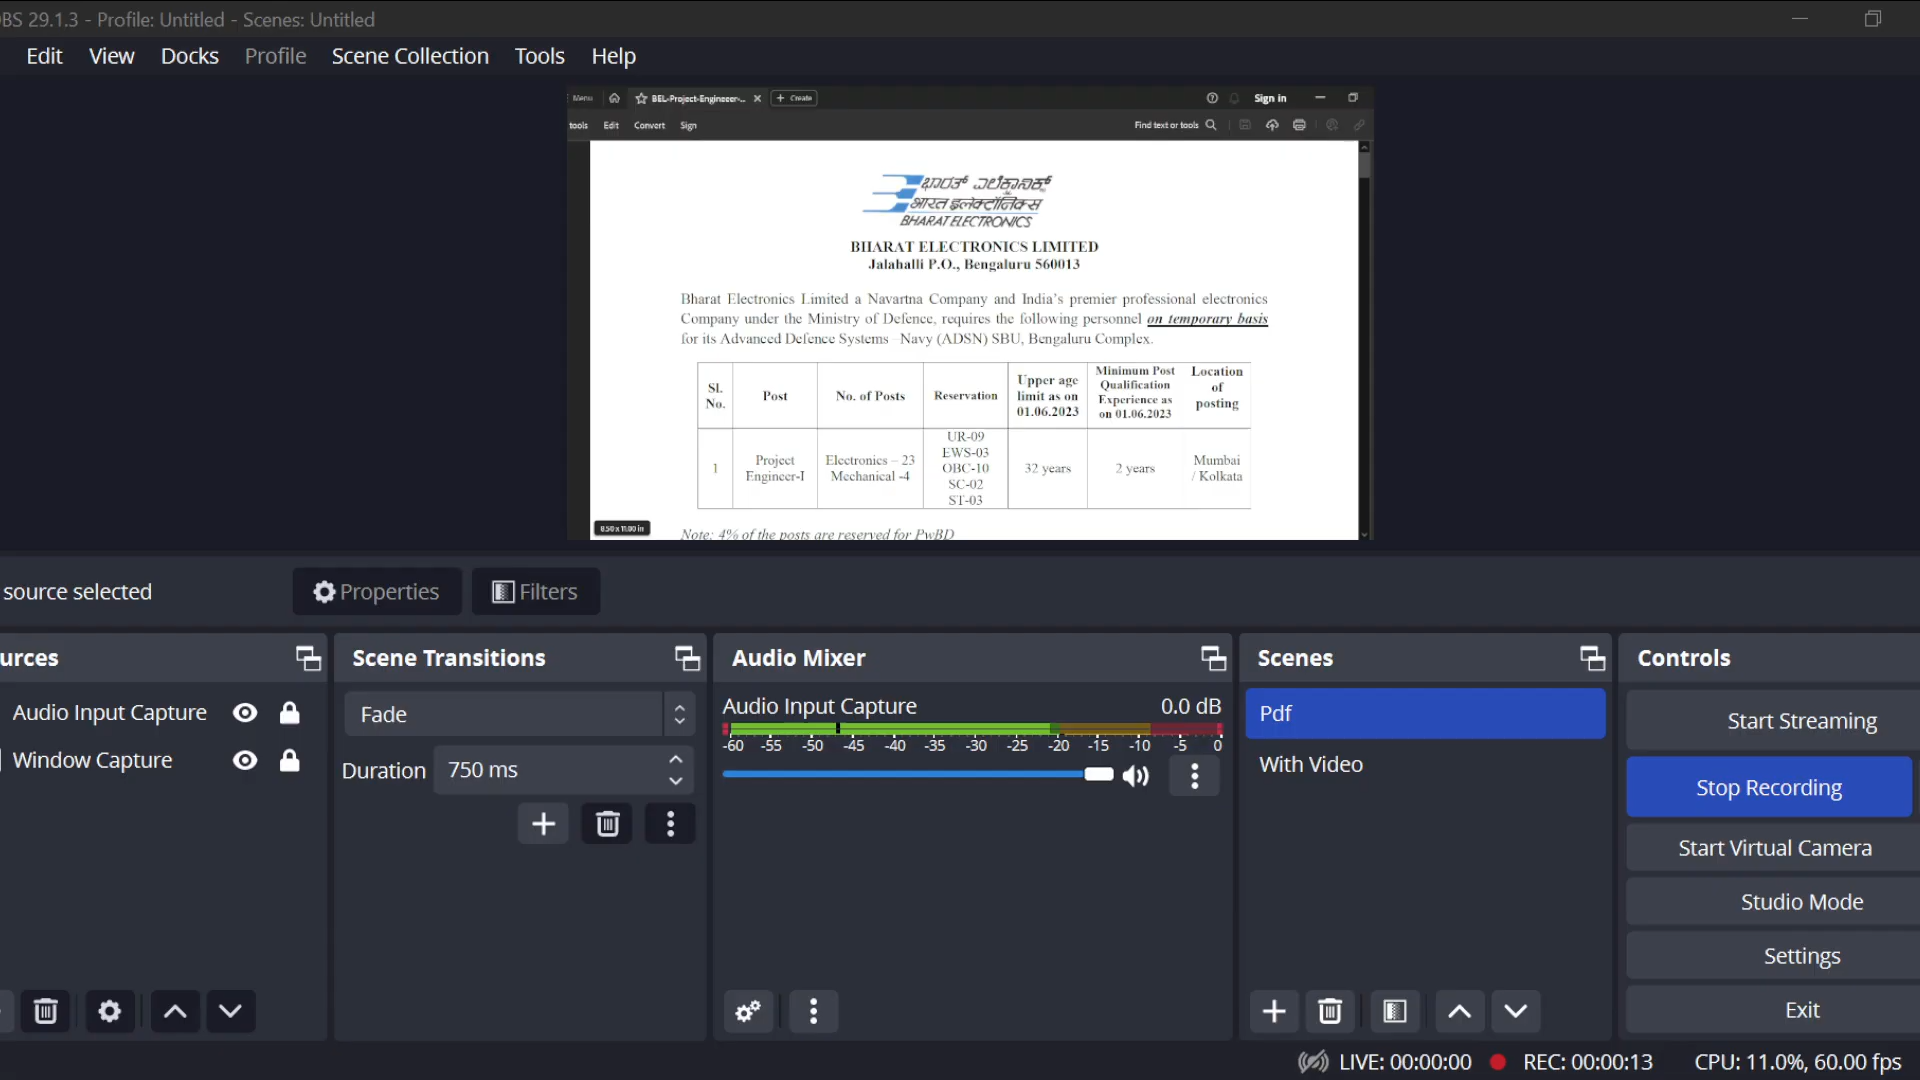 BS 29.1.3 - Profile: Untitled - Scenes: Untitled
Edit View Docks Profile Scene Collection Tools Help
Menu BEL-Project-Engineer-... Create Sign in
tools Edit Convert Sign Find text or tools
ಭಾರತ್ ಎಲೆಕ್ಟ್ರಾನಿಕ್ಸ್
भारत इलेक्ट्रॉनिक्स
BHARAT ELECTRONICS
BHARAT ELECTRONICS LIMITED
Jalahalli P.O., Bengaluru 560013
Bharat Electronics Limited a Navartna Company and India's premier professional electronics
Company under the Ministry of Defence, requires the following personnel on temporary basis
for its Advanced Defence Systems –Navy (ADSN) SBU, Bengaluru Complex.
Sl. No. Post No. of Posts Reservation Upper age limit as on 01.06.2023 Minimum Post Qualification Experience as on 01.06.2023 Location of posting
1 Project Engineer-I Electronics – 23 Mechanical -4 UR-09 EWS-03 OBC-10 SC-02 ST-03 32 years 2 years Mumbai / Kolkata
Note: 4% of the posts are reserved for PwBD
8.50 x 11.00 in
source selected Properties Filters
urces Scene Transitions Audio Mixer Scenes Controls
Audio Input Capture
Window Capture
Fade
Duration 750 ms
Audio Input Capture 0.0 dB
-60 -55 -50 -45 -40 -35 -30 -25 -20 -15 -10 -5 0
Pdf
With Video
Start Streaming
Stop Recording
Start Virtual Camera
Studio Mode
Settings
Exit
LIVE: 00:00:00 REC: 00:00:13 CPU: 11.0%, 60.00 fps